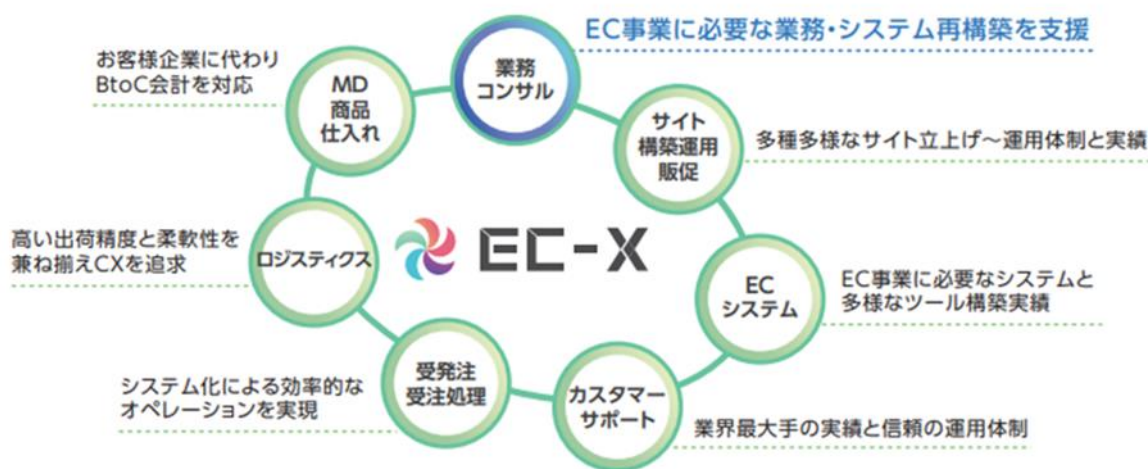 EC事業に必要な業務・システム再構築を支援
業務
コンサル
お客様企業に代わり
BtoC会計を対応
MD
商品
仕入れ
サイト
構築運用
販促
多種多様なサイト立上げ～運用体制と実績
高い出荷精度と柔軟性を
兼ね揃えCXを追求
ロジスティクス
EC-X
EC
システム
EC事業に必要なシステムと
多様なツール構築実績
システム化による効率的な
オペレーションを実現
受発注
受注処理
カスタマー
サポート
業界最大手の実績と信頼の運用体制